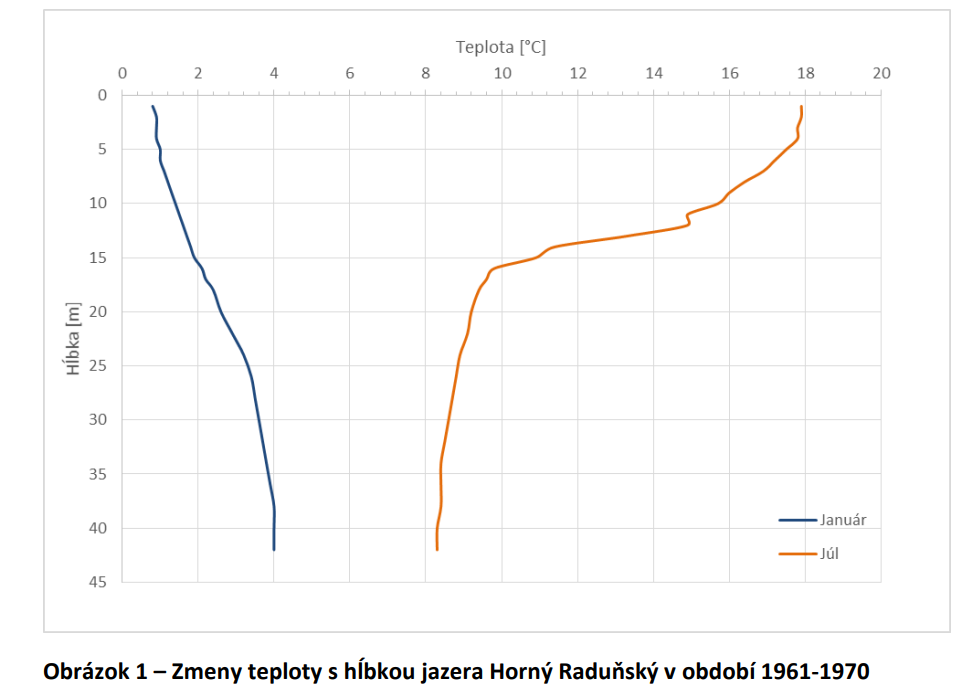 Teplota [°C]
0 2 4 6 8 10 12 14 16 18 20
0
5
10
15
20
25
30
35
40
45
Hĺbka [m]
Január
Júl
Obrázok 1 – Zmeny teploty s hĺbkou jazera Horný Raduňský v období 1961-1970